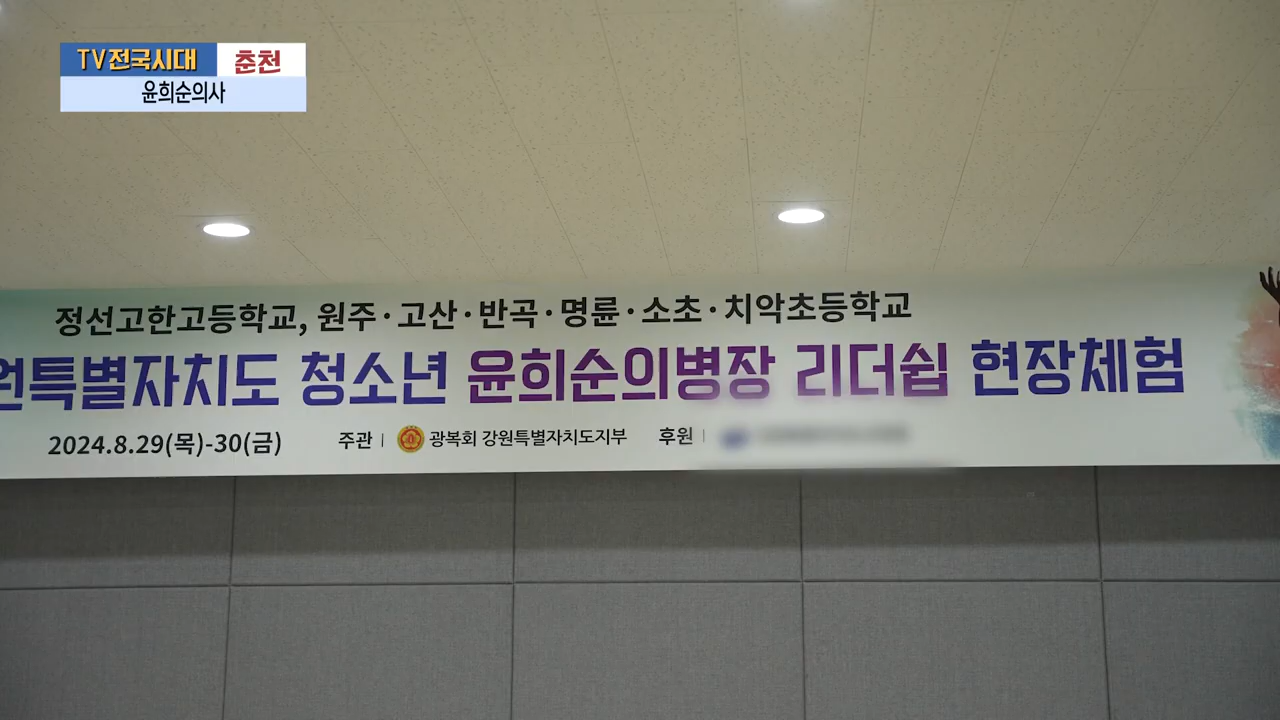 TV전국시대 춘천
윤희순의사
정선고한고등학교, 원주·고산·반곡·명륜·소초·치악초등학교
원특별자치도 청소년 윤희순의병장 리더쉽 현장체험
2024.8.29(목)-30(금) 주관 | 광복회 강원특별자치도지부 후원 |